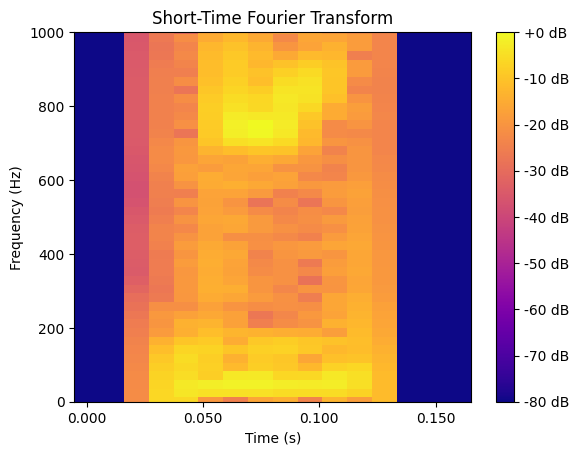 Short-Time Fourier Transform
1000
800
600
400
200
0
Frequency (Hz)
0.000
0.050
0.100
0.150
Time (s)
+0 dB
-10 dB
-20 dB
-30 dB
-40 dB
-50 dB
-60 dB
-70 dB
-80 dB